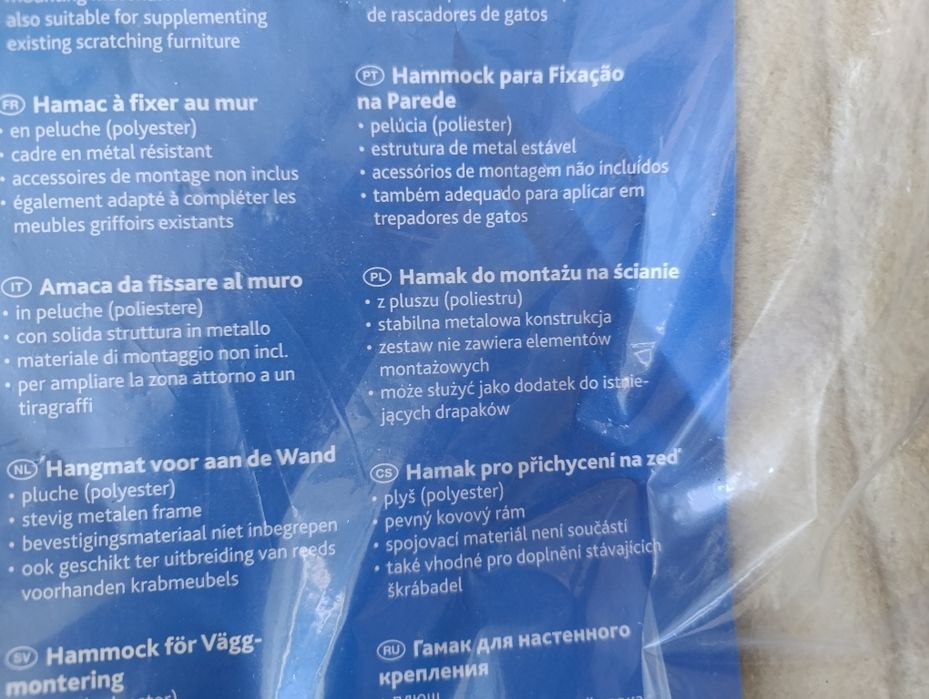 also suitable for supplementing
existing scratching furniture
FR Hamac à fixer au mur
• en peluche (polyester)
• cadre en métal résistant
• accessoires de montage non inclus
• également adapté à compléter les
meubles griffoirs existants
IT Amaca da fissare al muro
• in peluche (poliestere)
• con solida struttura in metallo
• materiale di montaggio non incl.
• per ampliare la zona attorno a un
tiragraffi
NL Hangmat voor aan de Wand
• pluche (polyester)
• stevig metalen frame
• bevestigingsmateriaal niet inbegrepen
• ook geschikt ter uitbreiding van reeds
voorhanden krabmeubels
SV Hammock för Vägg-
montering
de rascadores de gatos
PT Hammock para Fixação
na Parede
• pelúcia (poliester)
• estrutura de metal estável
• acessórios de montagem não incluídos
• também adequado para aplicar em
trepadores de gatos
PL Hamak do montażu na ścianie
• z pluszu (poliestru)
• stabilna metalowa konstrukcja
• zestaw nie zawiera elementów
montażowych
• może służyć jako dodatek do istnie-
jących drapaków
CS Hamak pro přichycení na zeď
• plyš (polyester)
• pevný kovový rám
• spojovací materiál není součástí
• také vhodné pro doplnění stávajících
škrábadel
RU Гамак для настенного
крепления